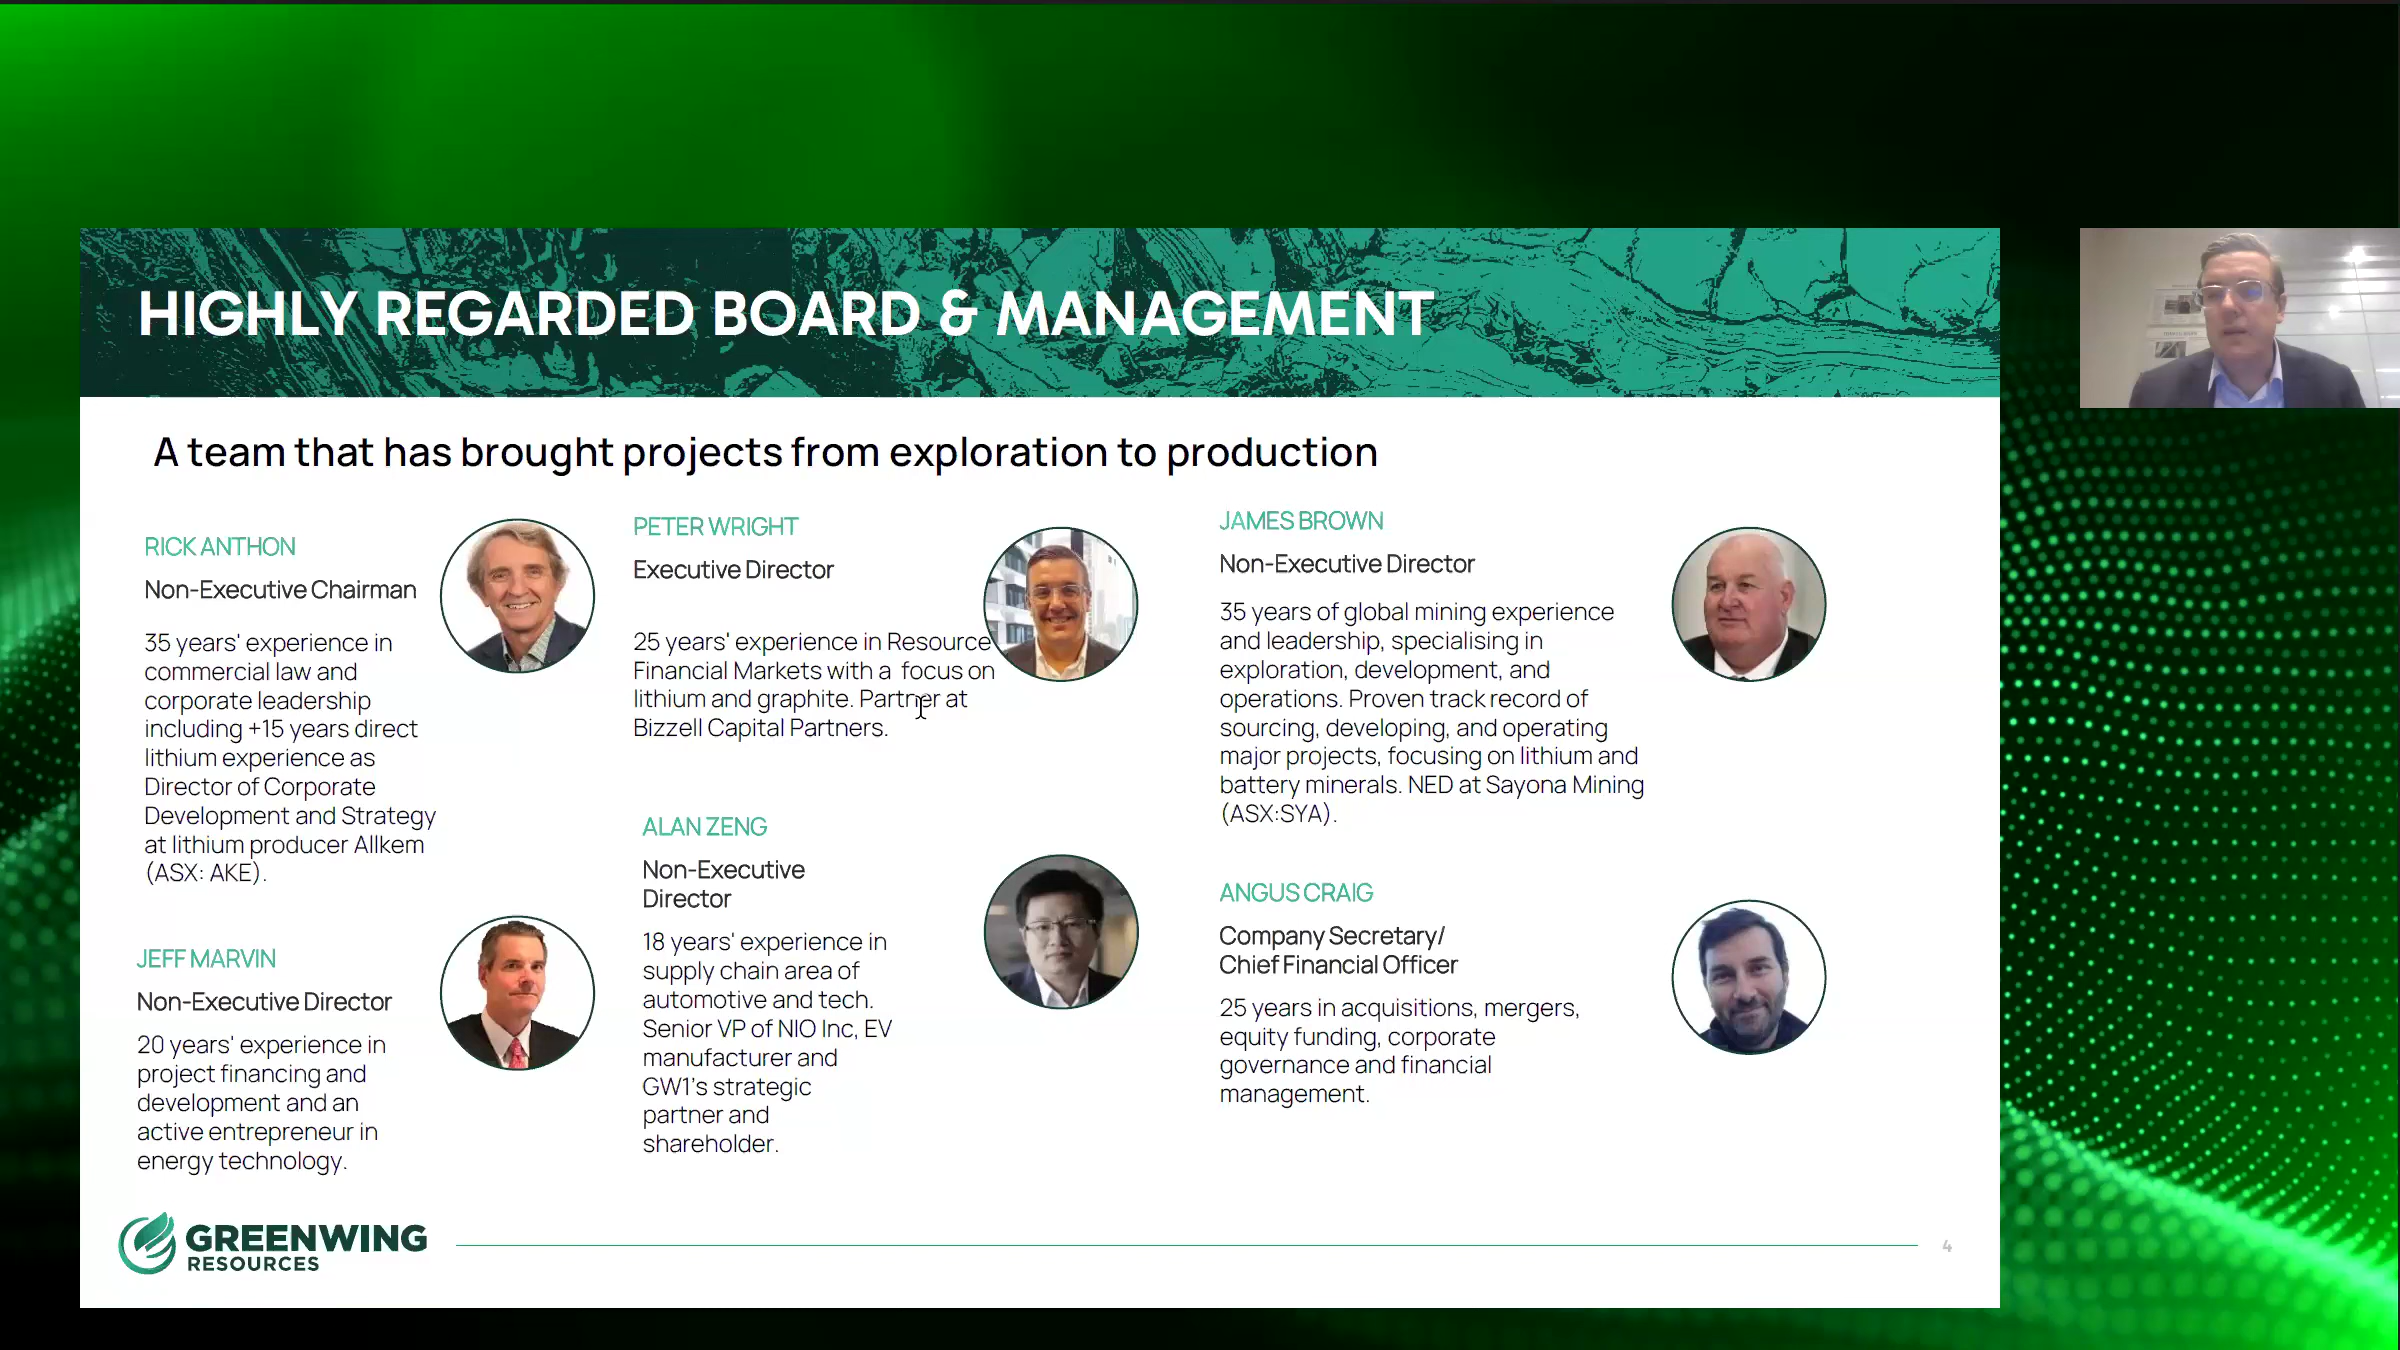 HIGHLY REGARDED BOARD & MANAGEMENT
A team that has brought projects from exploration to production
RICK ANTHON
Non-Executive Chairman
35 years' experience in
commercial law and
corporate leadership
including +15 years direct
lithium experience as
Director of Corporate
Development and Strategy
at lithium producer Allkem
(ASX: AKE).
JEFF MARVIN
Non-Executive Director
20 years' experience in
project financing and
development and an
active entrepreneur in
energy technology.
PETER WRIGHT
Executive Director
25 years' experience in Resource
Financial Markets with a focus on
lithium and graphite. Partner at
Bizzell Capital Partners.
ALAN ZENG
Non-Executive
Director
18 years' experience in
supply chain area of
automotive and tech.
Senior VP of NIO Inc, EV
manufacturer and
GW1's strategic
partner and
shareholder.
JAMES BROWN
Non-Executive Director
35 years of global mining experience
and leadership, specialising in
exploration, development, and
operations. Proven track record of
sourcing, developing, and operating
major projects, focusing on lithium and
battery minerals. NED at Sayona Mining
(ASX:SYA).
ANGUS CRAIG
Company Secretary/
Chief Financial Officer
25 years in acquisitions, mergers,
equity funding, corporate
governance and financial
management.
GREENWING
RESOURCES
4